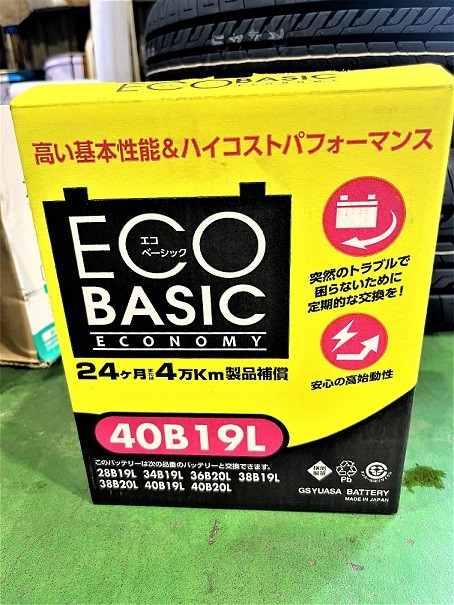 ECO BASIC
ECONOMY
高い基本性能&ハイコストパフォーマンス
ECO
エコ
ベーシック
BASIC
ECONOMY
突然のトラブルで
困らないために
定期的な交換を!
24ヶ月または4万Km製品補償
安心の高始動性
40B19L
このバッテリーは次の品番のバッテリーと交換できます。
28B19L 34B19L 36B20L 38B19L
38B20L 40B19L 40B20L
Pb
GSYUASA BATTERY
MADE IN JAPAN